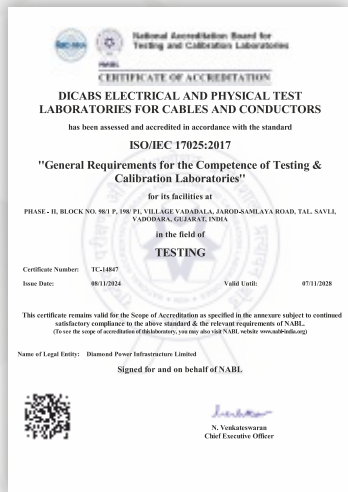 National Accreditation Board for
Testing and Calibration Laboratories
NABL
CERTIFICATE OF ACCREDITATION
DICABS ELECTRICAL AND PHYSICAL TEST
LABORATORIES FOR CABLES AND CONDUCTORS
has been assessed and accredited in accordance with the standard
ISO/IEC 17025:2017
"General Requirements for the Competence of Testing &
Calibration Laboratories"
for its facilities at
PHASE - II, BLOCK NO. 98/1 P, 198/ P1, VILLAGE VADADALA, JAROD-SAMLAYA ROAD, TAL. SAVLI,
VADODARA, GUJARAT, INDIA
in the field of
TESTING
Certificate Number: TC-14847
Issue Date: 08/11/2024 Valid Until: 07/11/2028
This certificate remains valid for the Scope of Accreditation as specified in the annexure subject to continued
satisfactory compliance to the above standard & the relevant requirements of NABL.
(To see the scope of accreditation of this laboratory, you may also visit NABL website www.nabl-india.org)
Name of Legal Entity: Diamond Power Infrastructure Limited
Signed for and on behalf of NABL
N. Venkateswaran
Chief Executive Officer